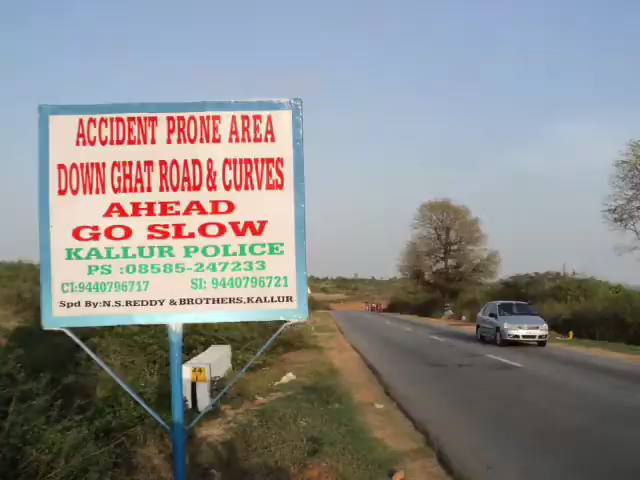 ACCIDENT PRONE AREA
DOWN GHAT ROAD & CURVES
AHEAD
GO SLOW
KALLUR POLICE
PS :08585-247233
CI:9440796717 SI: 9440796721
Spd By:N.S.REDDY & BROTHERS,KALLUR